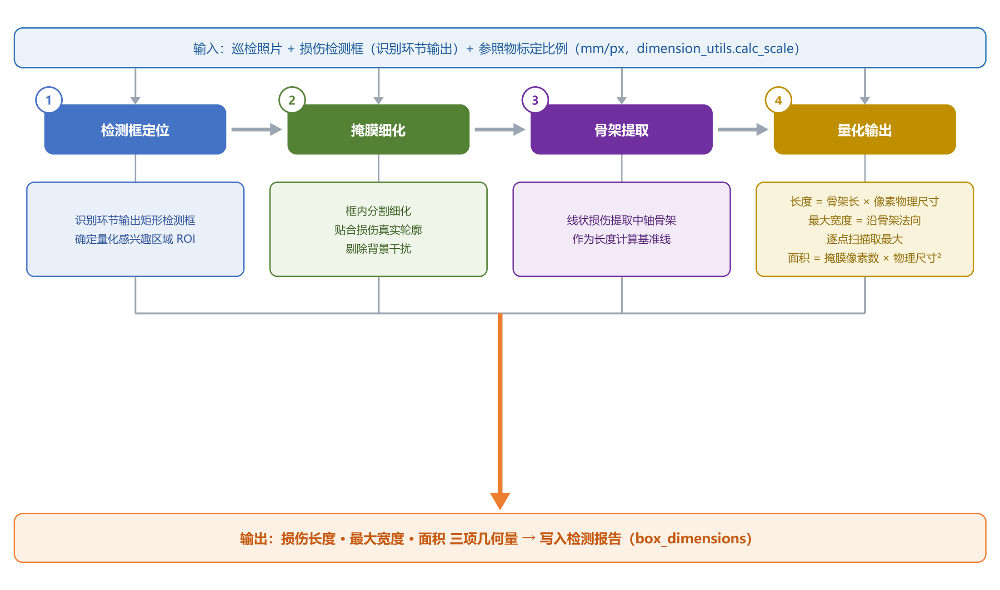 输入：巡检照片 + 损伤检测框（识别环节输出）+ 参照物标定比例（mm/px，dimension_utils.calc_scale）
1
检测框定位
2
掩膜细化
3
骨架提取
4
量化输出
识别环节输出矩形检测框
确定量化感兴趣区域 ROI
框内分割细化
贴合损伤真实轮廓
剔除背景干扰
线状损伤提取中轴骨架
作为长度计算基准线
长度 = 骨架长 × 像素物理尺寸
最大宽度 = 沿骨架法向
逐点扫描取最大
面积 = 掩膜像素数 × 物理尺寸²
输出：损伤长度 • 最大宽度 • 面积 三项几何量 → 写入检测报告（box_dimensions）